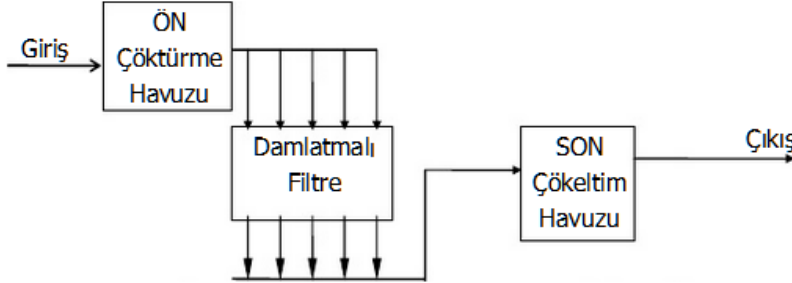 Giriş
ÖN
Çöktürme
Havuzu
Damlatmalı
Filtre
SON
Çökeltim
Havuzu
Çıkış